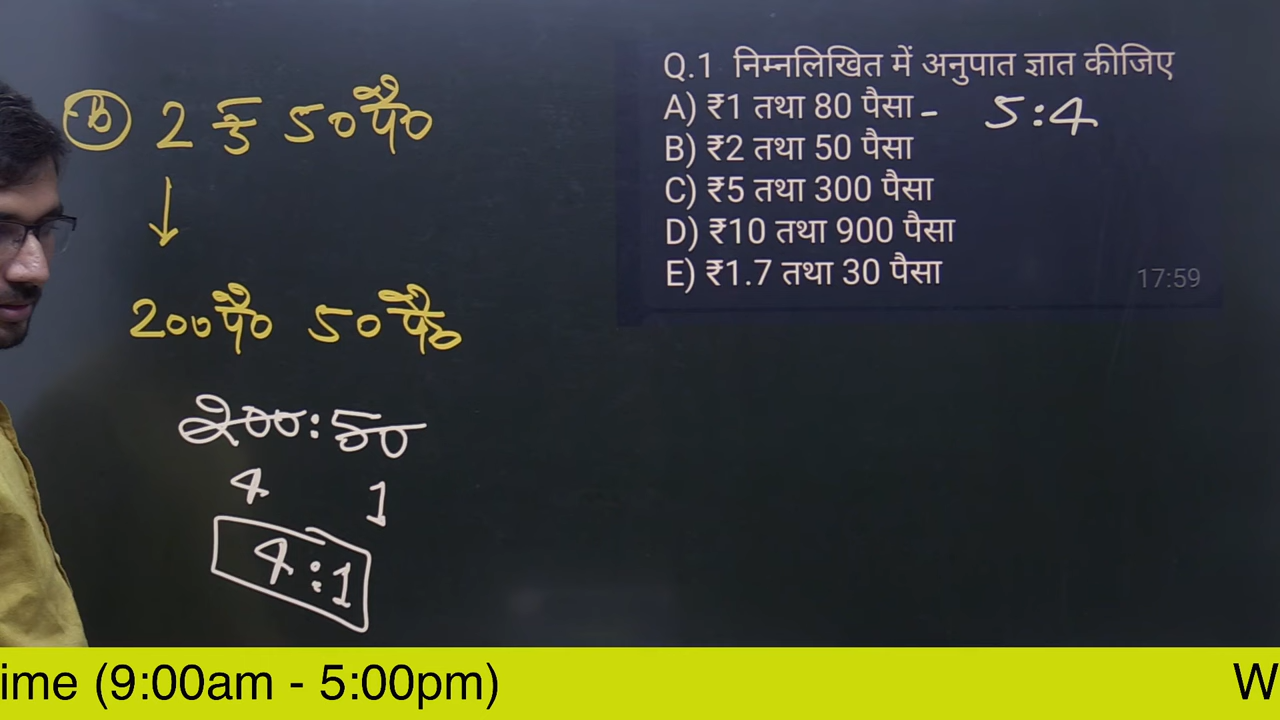 B 2 रु 50 पै०
200 पै० 50 पै०
200 : 50
4 1
4 : 1
Q.1 निम्नलिखित में अनुपात ज्ञात कीजिए
A) ₹1 तथा 80 पैसा - 5:4
B) ₹2 तथा 50 पैसा
C) ₹5 तथा 300 पैसा
D) ₹10 तथा 900 पैसा
E) ₹1.7 तथा 30 पैसा
17:59
ime (9:00am - 5:00pm) W